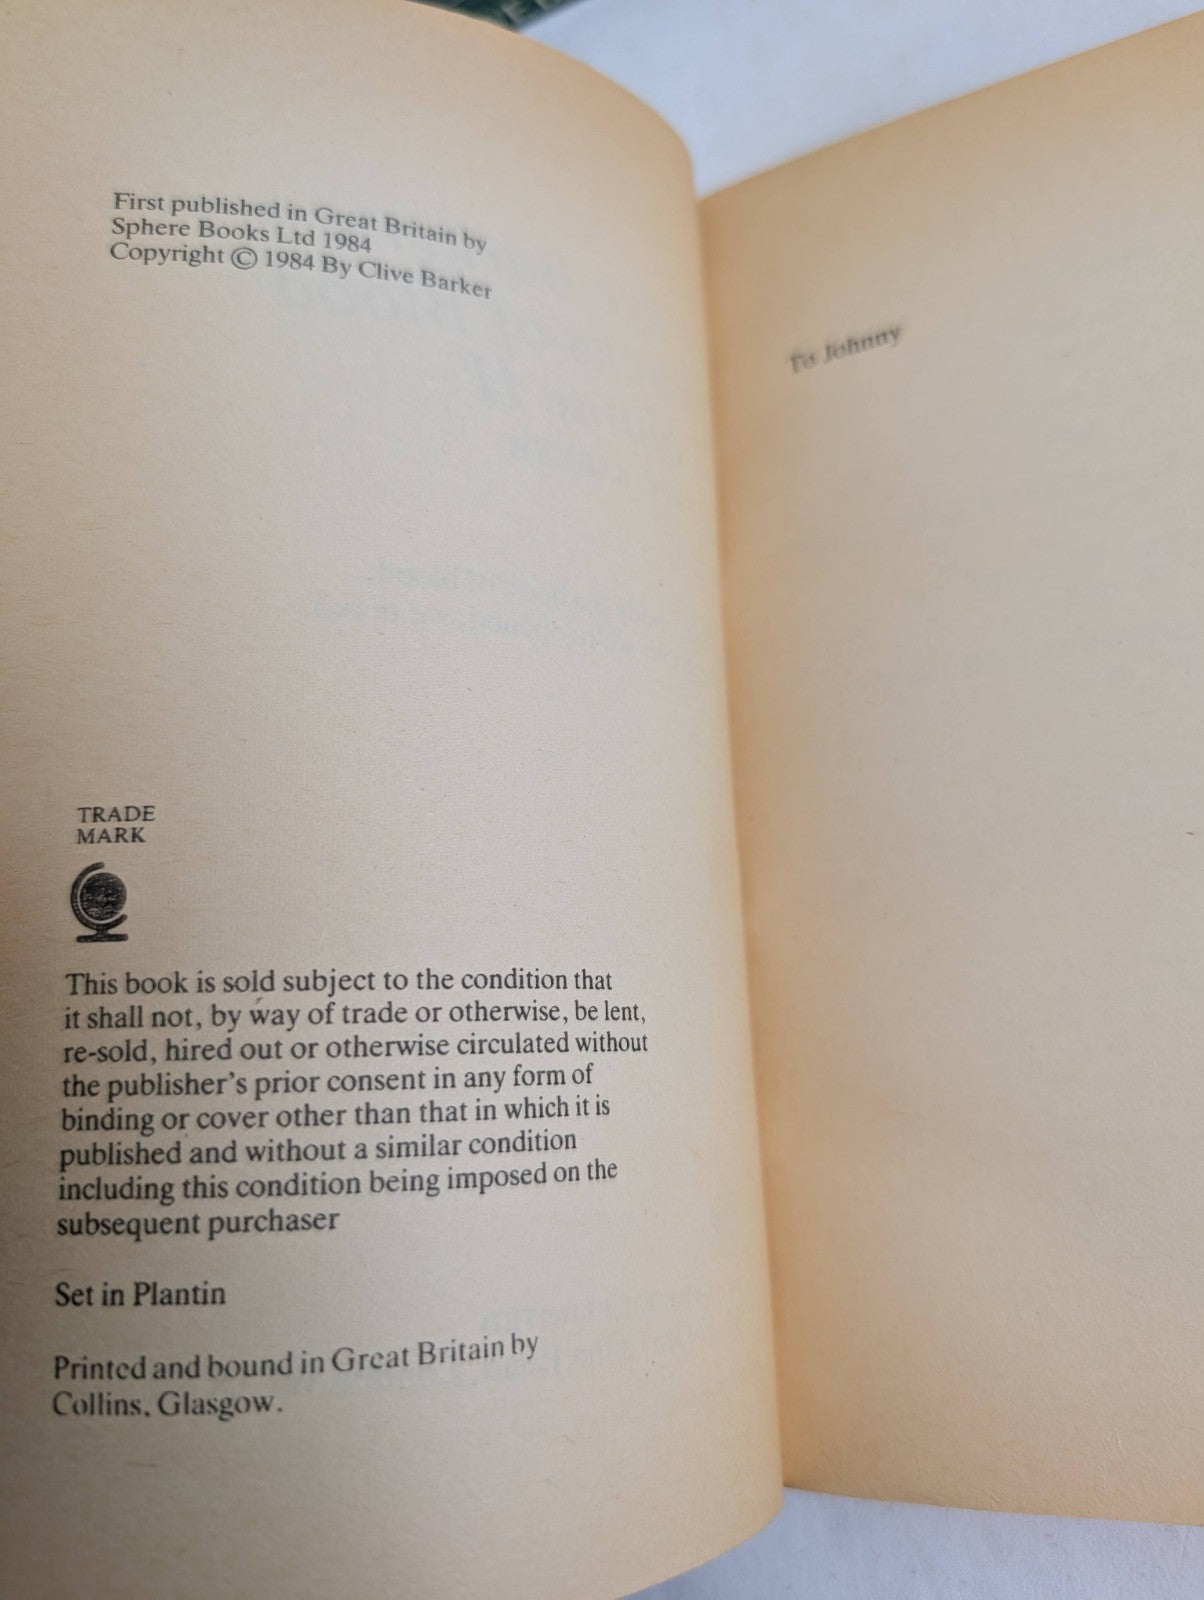 First published in Great Britain by
Sphere Books Ltd 1984
Copyright © 1984 By Clive Barker
TRADE
MARK
This book is sold subject to the condition that
it shall not, by way of trade or otherwise, be lent,
re-sold, hired out or otherwise circulated without
the publisher's prior consent in any form of
binding or cover other than that in which it is
published and without a similar condition
including this condition being imposed on the
subsequent purchaser
Set in Plantin
Printed and bound in Great Britain by
Collins, Glasgow.
To Johnny